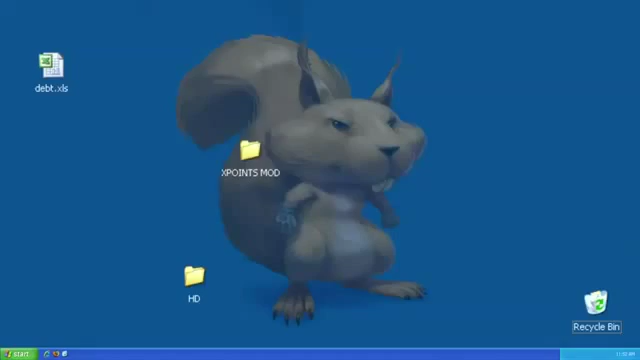 debt.xls
XPOINTS MOD
HD
Recycle Bin
start